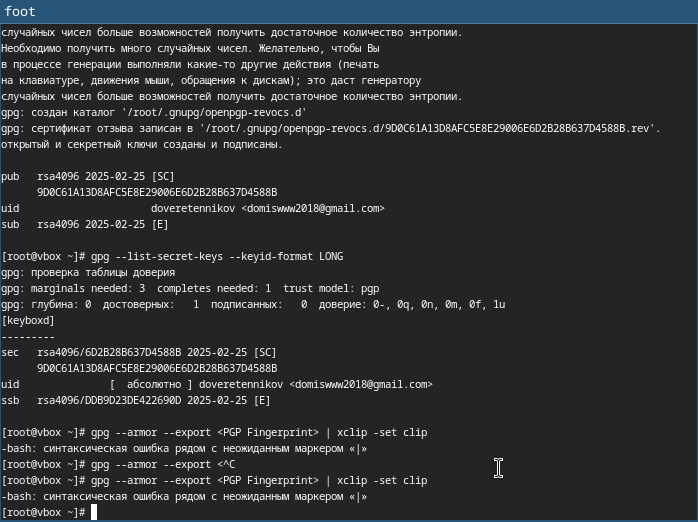 foot
случайных чисел больше возможностей получить достаточное количество энтропии.
Необходимо получить много случайных чисел. Желательно, чтобы Вы
в процессе генерации выполняли какие-то другие действия (печать
на клавиатуре, движения мыши, обращения к дискам); это даст генератору
случайных чисел больше возможностей получить достаточное количество энтропии.
gpg: создан каталог '/root/.gnupg/openpgp-revocs.d'
gpg: сертификат отзыва записан в '/root/.gnupg/openpgp-revocs.d/9D0C61A13D8AFC5E8E29006E6D2B28B637D4588B.rev'.
открытый и секретный ключи созданы и подписаны.
pub   rsa4096 2025-02-25 [SC]
      9D0C61A13D8AFC5E8E29006E6D2B28B637D4588B
uid                      doveretennikov <domiswww2018@gmail.com>
sub   rsa4096 2025-02-25 [E]
[root@vbox ~]# gpg --list-secret-keys --keyid-format LONG
gpg: проверка таблицы доверия
gpg: marginals needed: 3  completes needed: 1  trust model: pgp
gpg: глубина: 0  достоверных:   1  подписанных:   0  доверие: 0-, 0q, 0n, 0m, 0f, 1u
[keyboxd]
---------
sec   rsa4096/6D2B28B637D4588B 2025-02-25 [SC]
      9D0C61A13D8AFC5E8E29006E6D2B28B637D4588B
uid               [  абсолютно ] doveretennikov <domiswww2018@gmail.com>
ssb   rsa4096/DDB9D23DE422690D 2025-02-25 [E]
[root@vbox ~]# gpg --armor --export <PGP Fingerprint> | xclip -set clip
-bash: синтаксическая ошибка рядом с неожиданным маркером «|»
[root@vbox ~]# gpg --armor --export <^C
[root@vbox ~]# gpg --armor --export <PGP Fingerprint> | xclip -set clip
-bash: синтаксическая ошибка рядом с неожиданным маркером «|»
[root@vbox ~]#